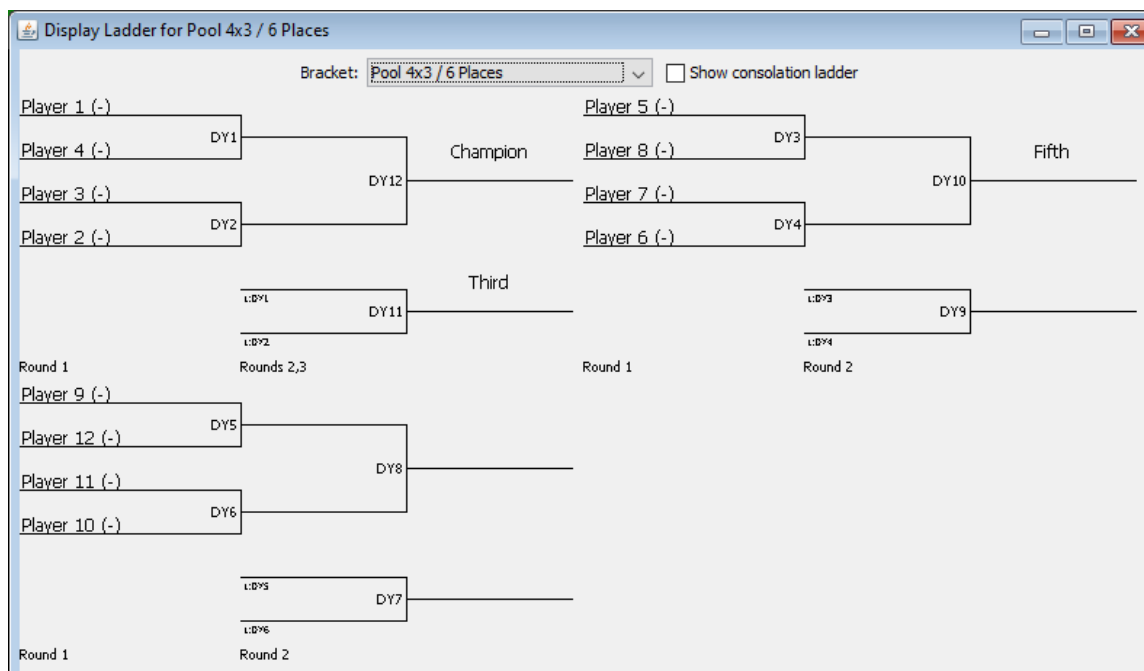 Display Ladder for Pool 4x3 / 6 Places
Bracket: Pool 4x3 / 6 Places Show consolation ladder
Player 1 (-)
DY1
Player 4 (-)
Champion
DY12
Player 3 (-)
DY2
Player 2 (-)
Third
L:DY1
DY11
L:DY2
Round 1 Rounds 2,3
Player 5 (-)
DY3
Player 8 (-)
Fifth
DY10
Player 7 (-)
DY4
Player 6 (-)
L:DY3
DY9
L:DY4
Round 1 Round 2
Player 9 (-)
DY5
Player 12 (-)
DY8
Player 11 (-)
DY6
Player 10 (-)
L:DY5
DY7
L:DY6
Round 1 Round 2